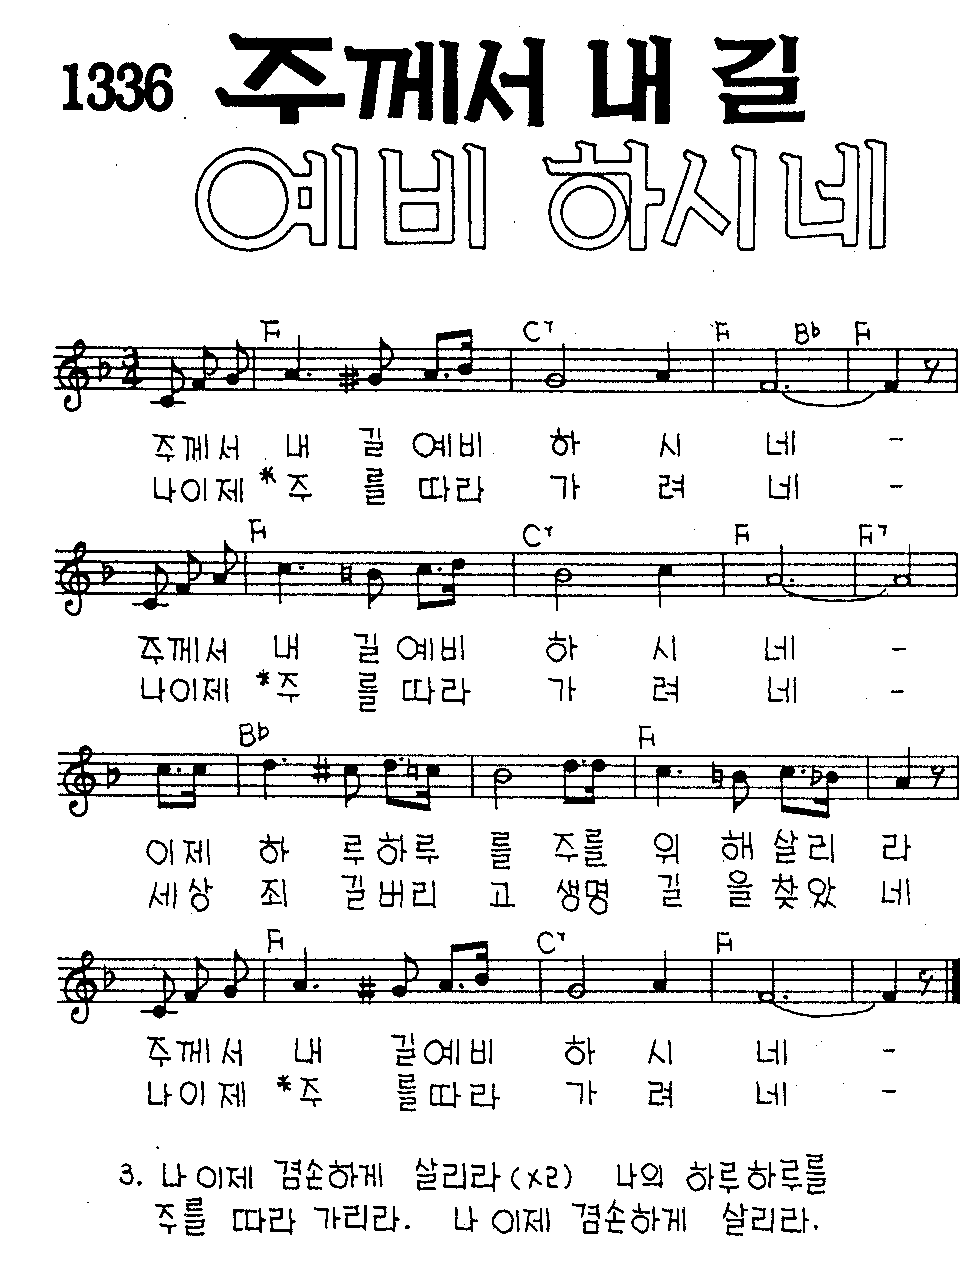 1336 주께서 내 길
예비 하시네
F C7 F B♭ F
주께서 내 길 예비 하 시 네 -
나이제 *주 를 따라 가 려 네 -
F C7 F F7
주께서 내 길 예비 하 시 네 -
나이제 *주 를 따라 가 려 네 -
B♭ F
이제 하 루하루 를 주를 위 해 살리 라
세상 죄 길버리 고 생명 길 을 찾았 네
F C7 F
주께서 내 길예비 하 시 네 -
나이제 *주 를따라 가 려 네 -
3. 나 이제 겸손하게 살리라 (x2) 나의 하루하루를
주를 따라 가리라. 나 이제 겸손하게 살리라.